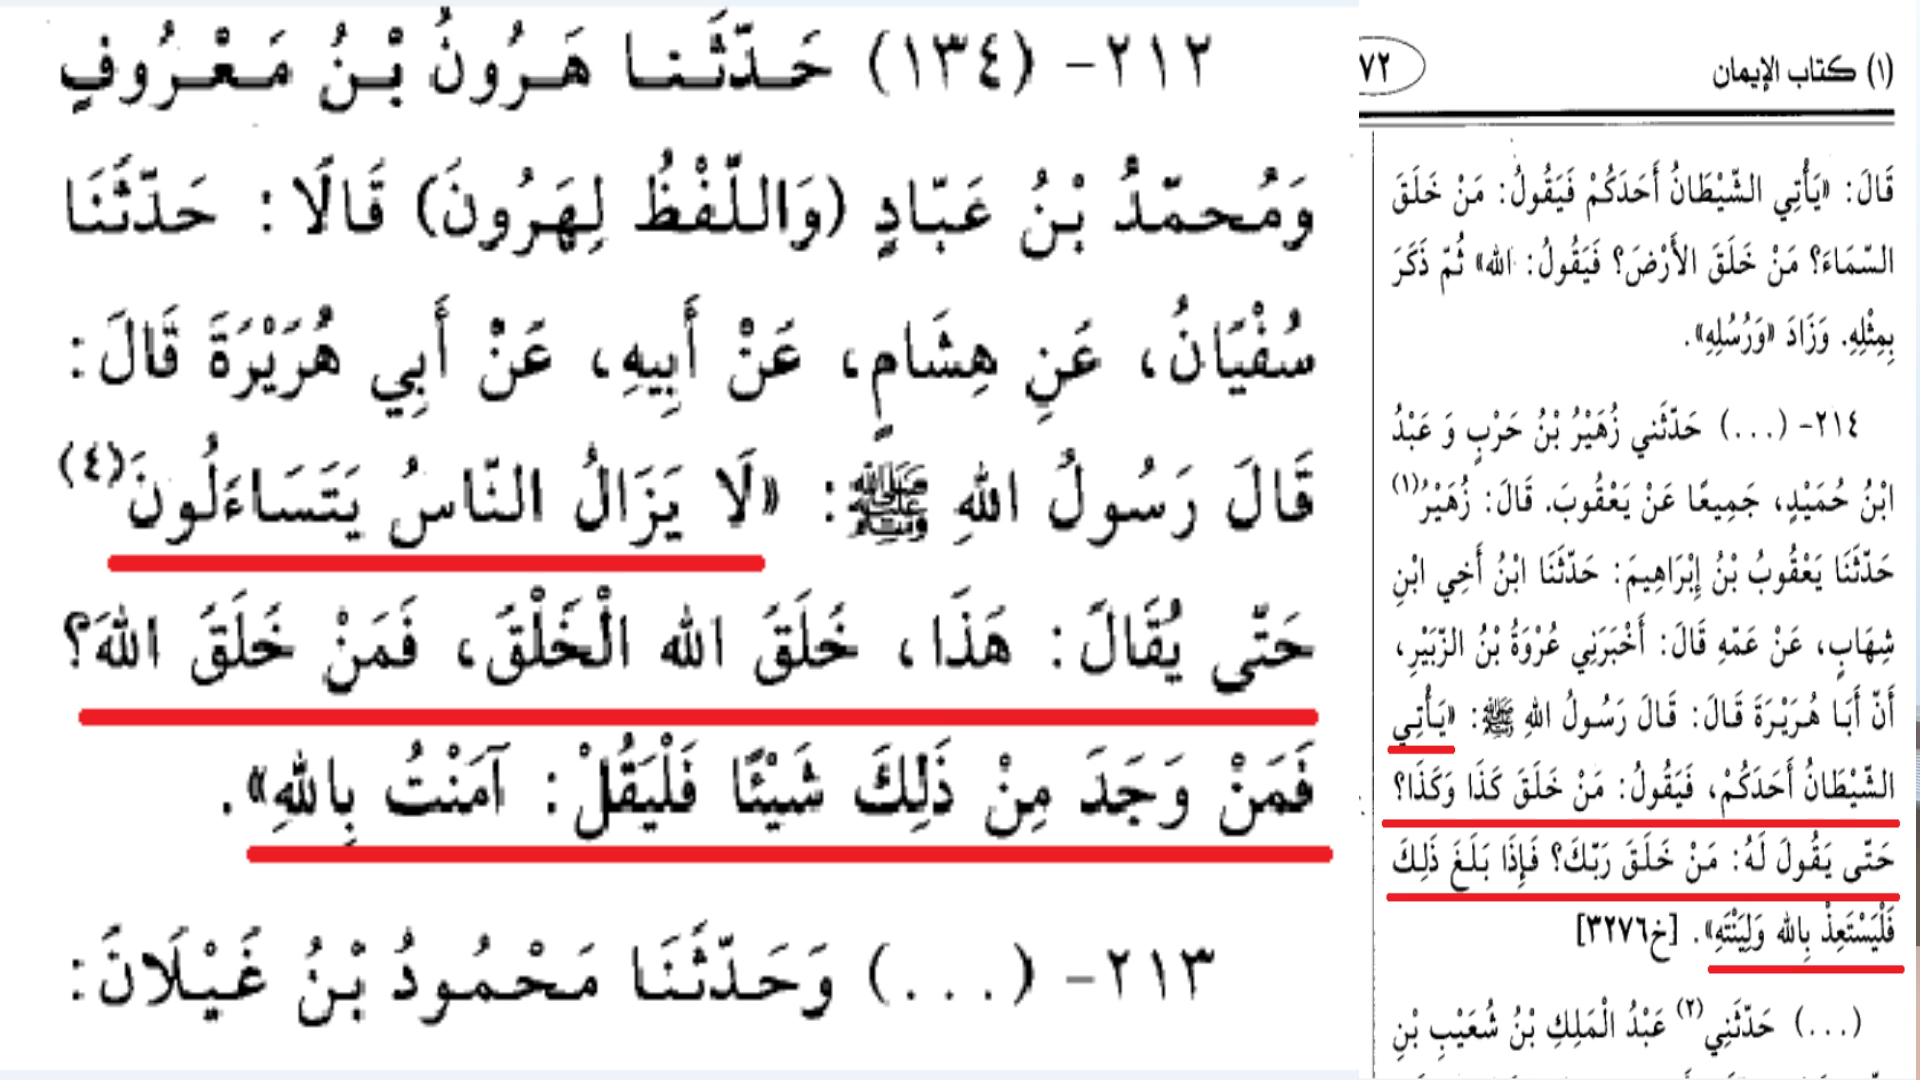 ٢١٢- (١٣٤) حَدّثَنا هَرُونُ بْنُ مَعْرُوفٍ
وَمُحمّدُ بْنُ عَبّادٍ (وَاللّفْظُ لِهَرُونَ) قَالَا: حَدّثَنَا
سُفْيَانُ، عَنِ هِشَامٍ، عَنْ أَبِيهِ، عَنْ أَبِي هُرَيْرَةَ قَالَ:
قَالَ رَسُولُ اللهِ ﷺ: «لَا يَزَالُ النّاسُ يَتَسَاءَلُونَ(٤)
حَتّى يُقَالَ: هَذَا، خَلَقَ الله الْخَلْقَ، فَمَنْ خَلَقَ اللهَ؟
فَمَنْ وَجَدَ مِنْ ذَلِكَ شَيْئًا فَلْيَقُلْ: آمَنْتُ بِاللهِ».
٢١٣- (...) وَحَدّثَنَا مَحْمُودُ بْنُ غَيْلَانَ:
(١) كتاب الإيمان
٧٢
قَالَ: «يَأْتِي الشّيْطَانُ أَحَدَكُمْ فَيَقُولُ: مَنْ خَلَقَ
السّمَاءَ؟ مَنْ خَلَقَ الأَرْضَ؟ فَيَقُولُ: الله» ثُمّ ذَكَرَ
بِمِثْلِهِ. وَزَادَ «وَرُسُلِهِ».
٢١٤- (...) حَدّثَني زُهَيْرُ بْنُ حَرْبٍ وَ عَبْدُ
ابْنُ حُمَيْدٍ، جَمِيعًا عَنْ يَعْقُوبَ. قَالَ: زُهَيْرُ(١)
حَدّثَنَا يَعْقُوبُ بْنُ إِبْرَاهِيمَ: حَدّثَنَا ابْنُ أَخِي ابْنِ
شِهَابٍ، عَنْ عَمّهِ قَالَ: أَخْبَرَنِي عُرْوَةُ بْنُ الزّبَيْرِ،
أَنّ أَبَا هُرَيْرَةَ قَالَ: قَالَ رَسُولُ اللهِ ﷺ: «يَأْتِي
الشّيْطَانُ أَحَدَكُمْ، فَيَقُولُ: مَنْ خَلَقَ كَذَا وَكَذَا؟
حَتّى يَقُولَ لَهُ: مَنْ خَلَقَ رَبّكَ؟ فَإِذَا بَلَغَ ذَلِكَ
فَلْيَسْتَعِذْ بِالله وَلِيَنْتَهِ». [خ٣٢٧٦]
(...) حَدّثَنِي(٢) عَبْدُ الْمَلِكِ بْنُ شُعَيْبِ بْنِ